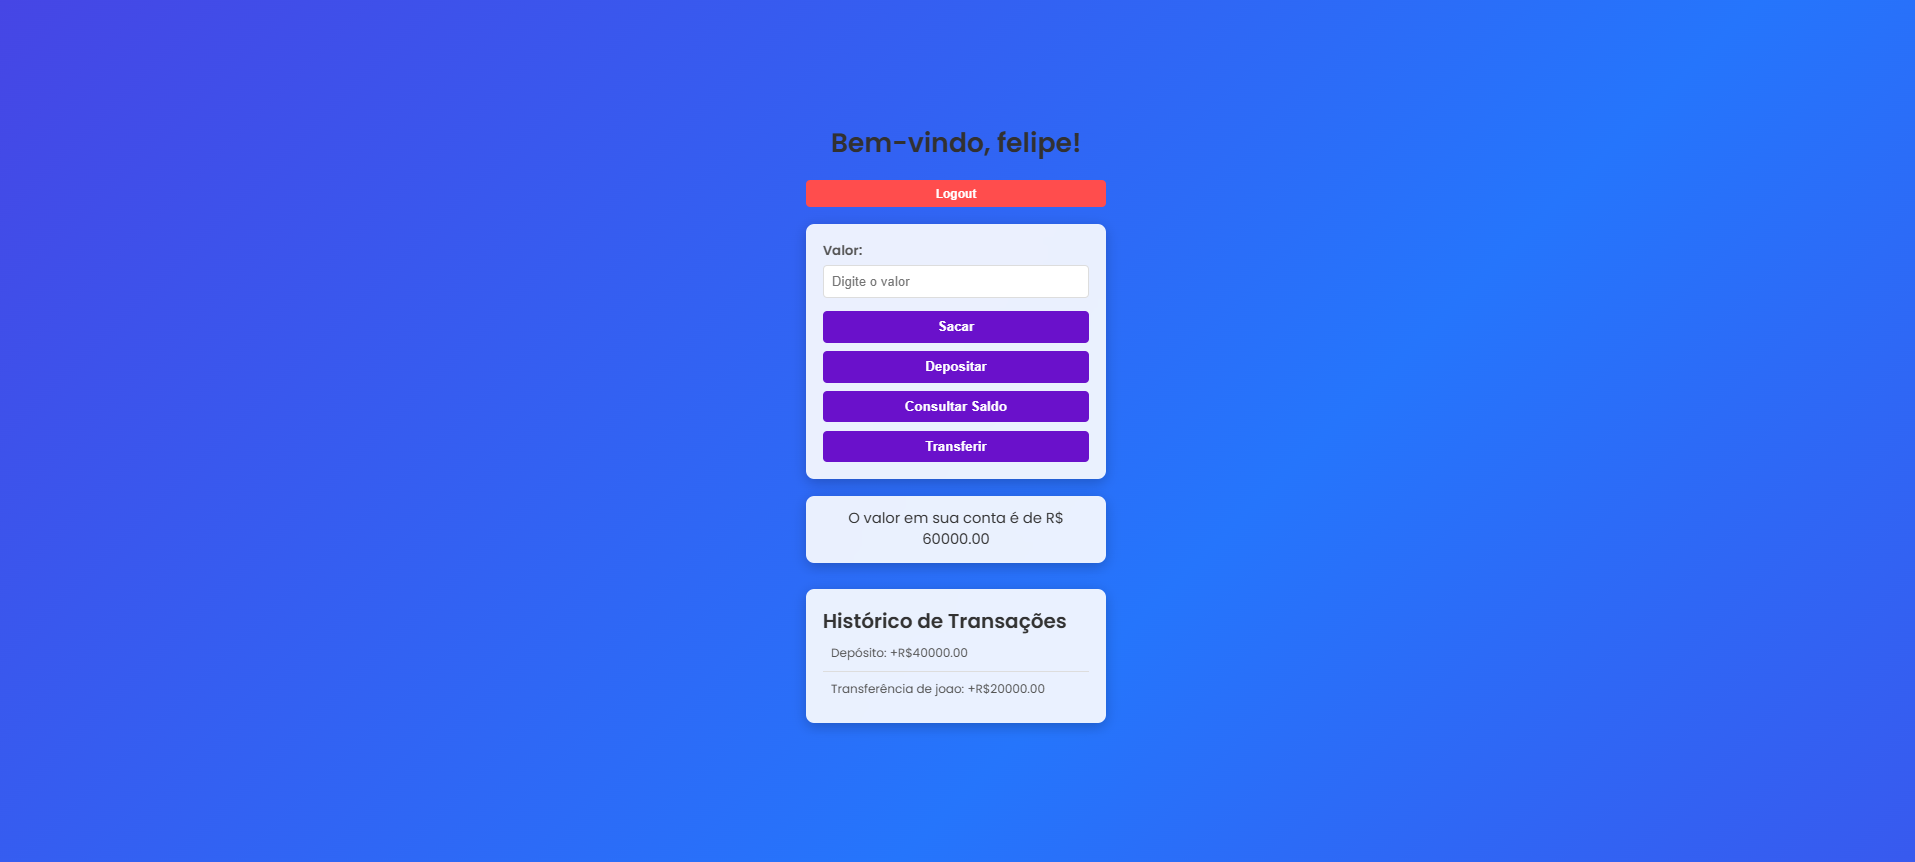 Bem-vindo, felipe!
Logout
Valor:
Digite o valor
Sacar
Depositar
Consultar Saldo
Transferir
O valor em sua conta é de R$
60000.00
Histórico de Transações
Depósito: +R$40000.00
Transferência de joao: +R$20000.00